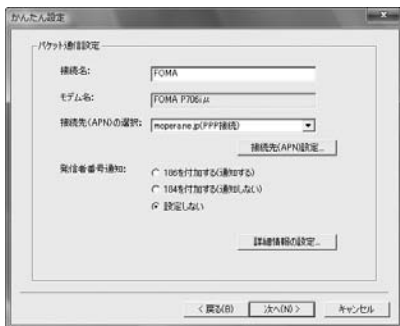 かんたん設定
パケット通信設定
接続名: FOMA
モデム名: FOMA P706iμ
接続先(APN)の選択: mopera.ne.jp(PPP接続)
接続先(APN)設定...
発信者番号通知: 186を付加する(通知する)
184を付加する(通知しない)
設定しない
詳細情報の設定...
< 戻る(B) 次へ(N) > キャンセル